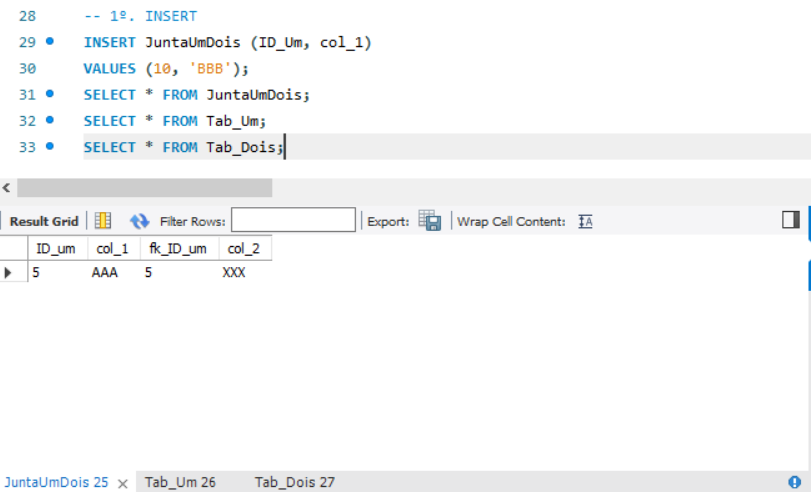 28 -- 1º. INSERT
29 INSERT JuntaUmDois (ID_Um, col_1)
30 VALUES (10, 'BBB');
31 SELECT * FROM JuntaUmDois;
32 SELECT * FROM Tab_Um;
33 SELECT * FROM Tab_Dois;
Result Grid Filter Rows: Export: Wrap Cell Content: IA
ID_um col_1 fk_ID_um col_2
5 AAA 5 XXX
JuntaUmDois 25 × Tab_Um 26 Tab_Dois 27